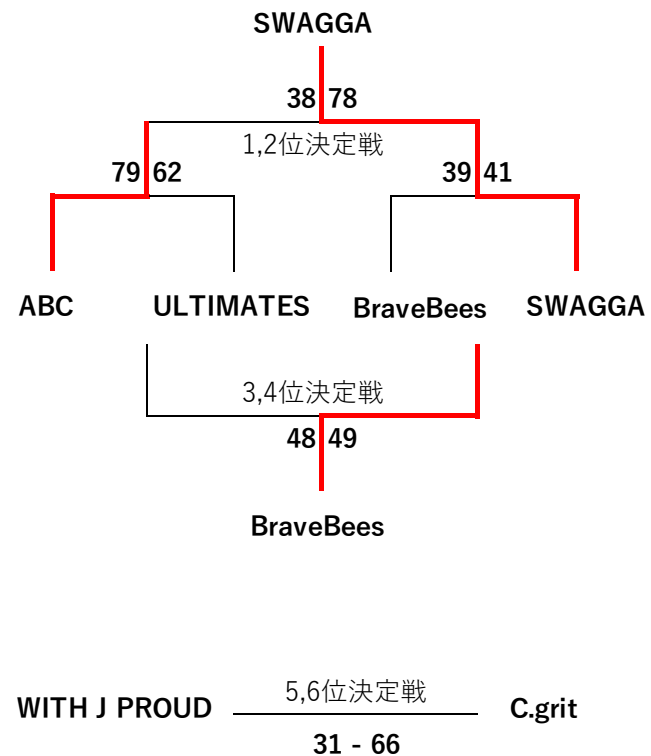 SWAGGA
38 78
1,2位決定戦
79 62
39 41
ABC ULTIMATES BraveBees SWAGGA
3,4位決定戦
48 49
BraveBees
5,6位決定戦
WITH J PROUD C.grit
31 - 66